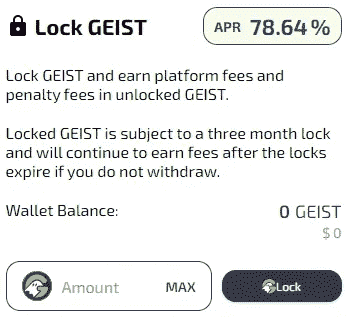 Lock GEIST
APR 78.64%
Lock GEIST and earn platform fees and
penalty fees in unlocked GEIST.
Locked GEIST is subject to a three month lock
and will continue to earn fees after the locks
expire if you do not withdraw.
Wallet Balance:
0 GEIST
$ 0
Amount
MAX
Lock